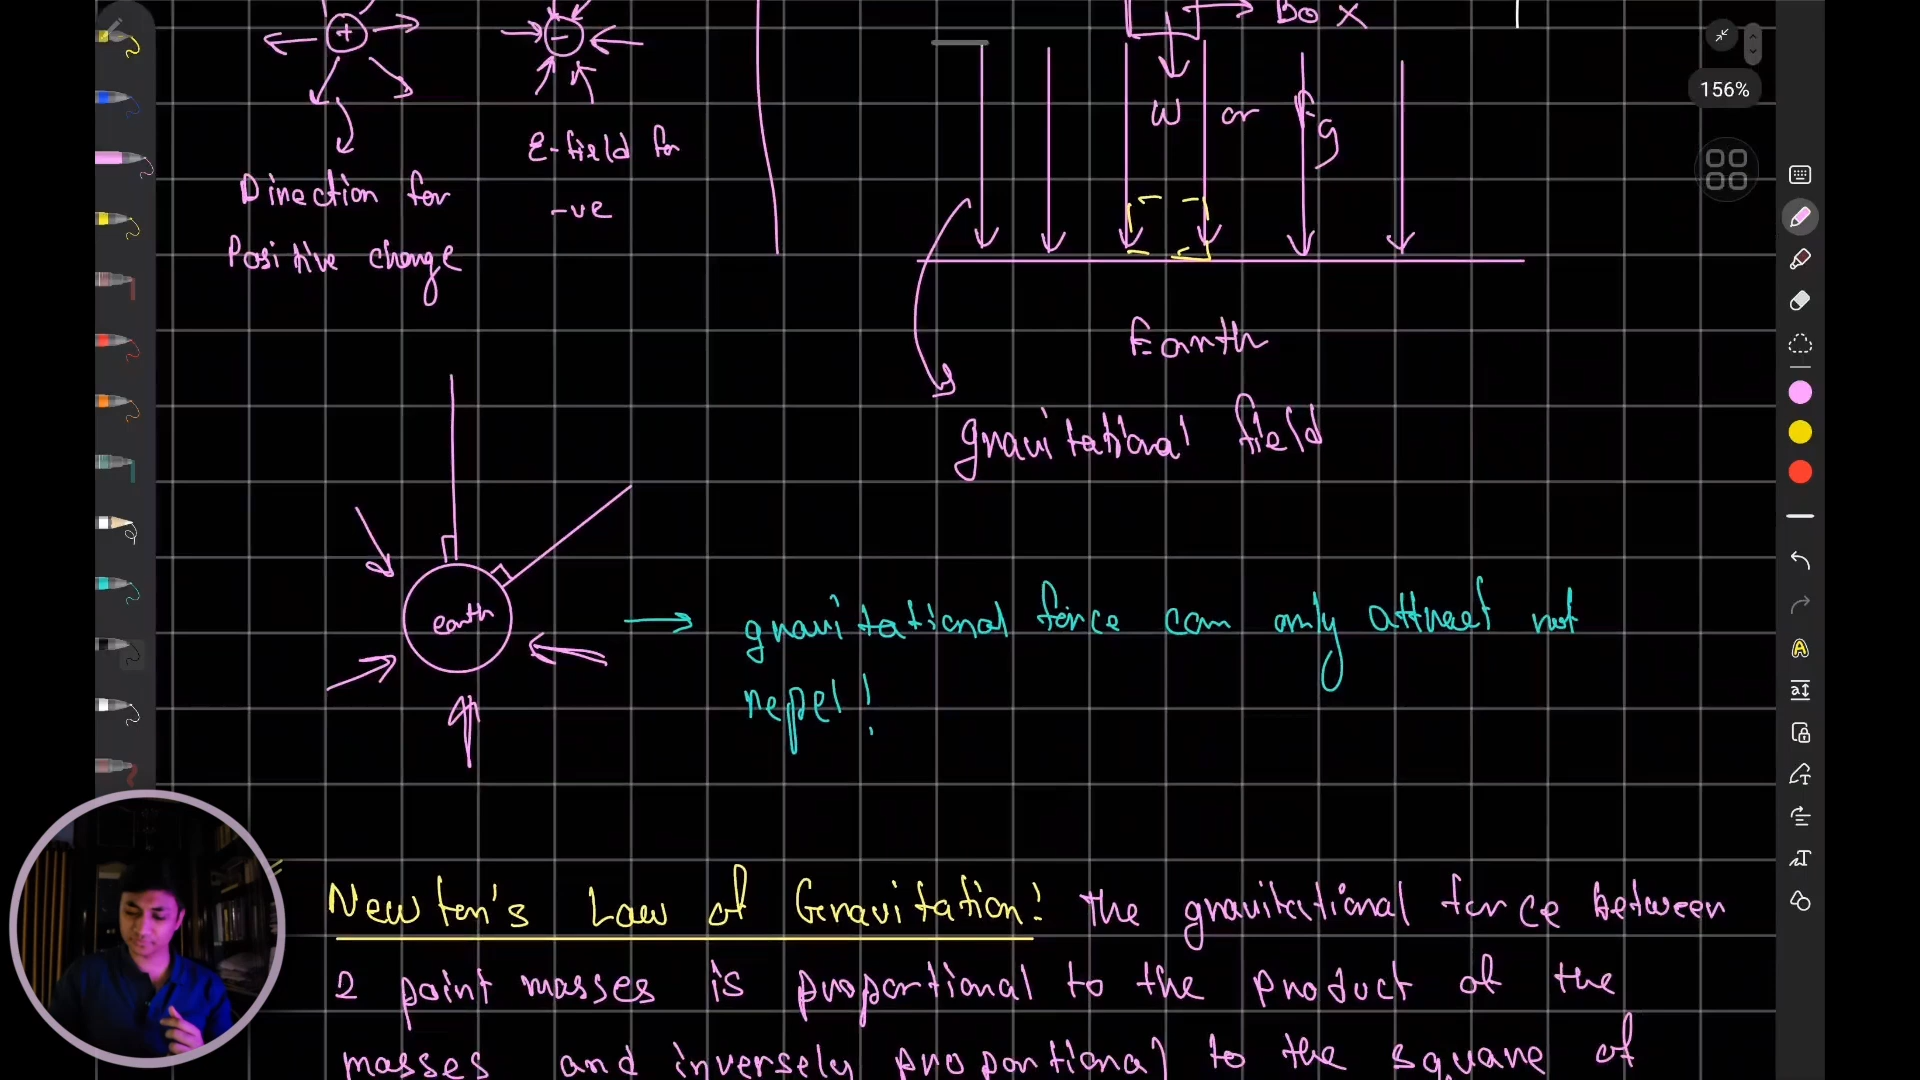 +
-
Box
156%
W or Fg
E-field for
-ve
Direction for
Positive charge
Earth
gravitational field
earth
→ gravitational force can only attract not
repel!
Newton's Law of Gravitation: the gravitational force between
2 point masses is proportional to the product of the
masses and inversely proportional to the square of